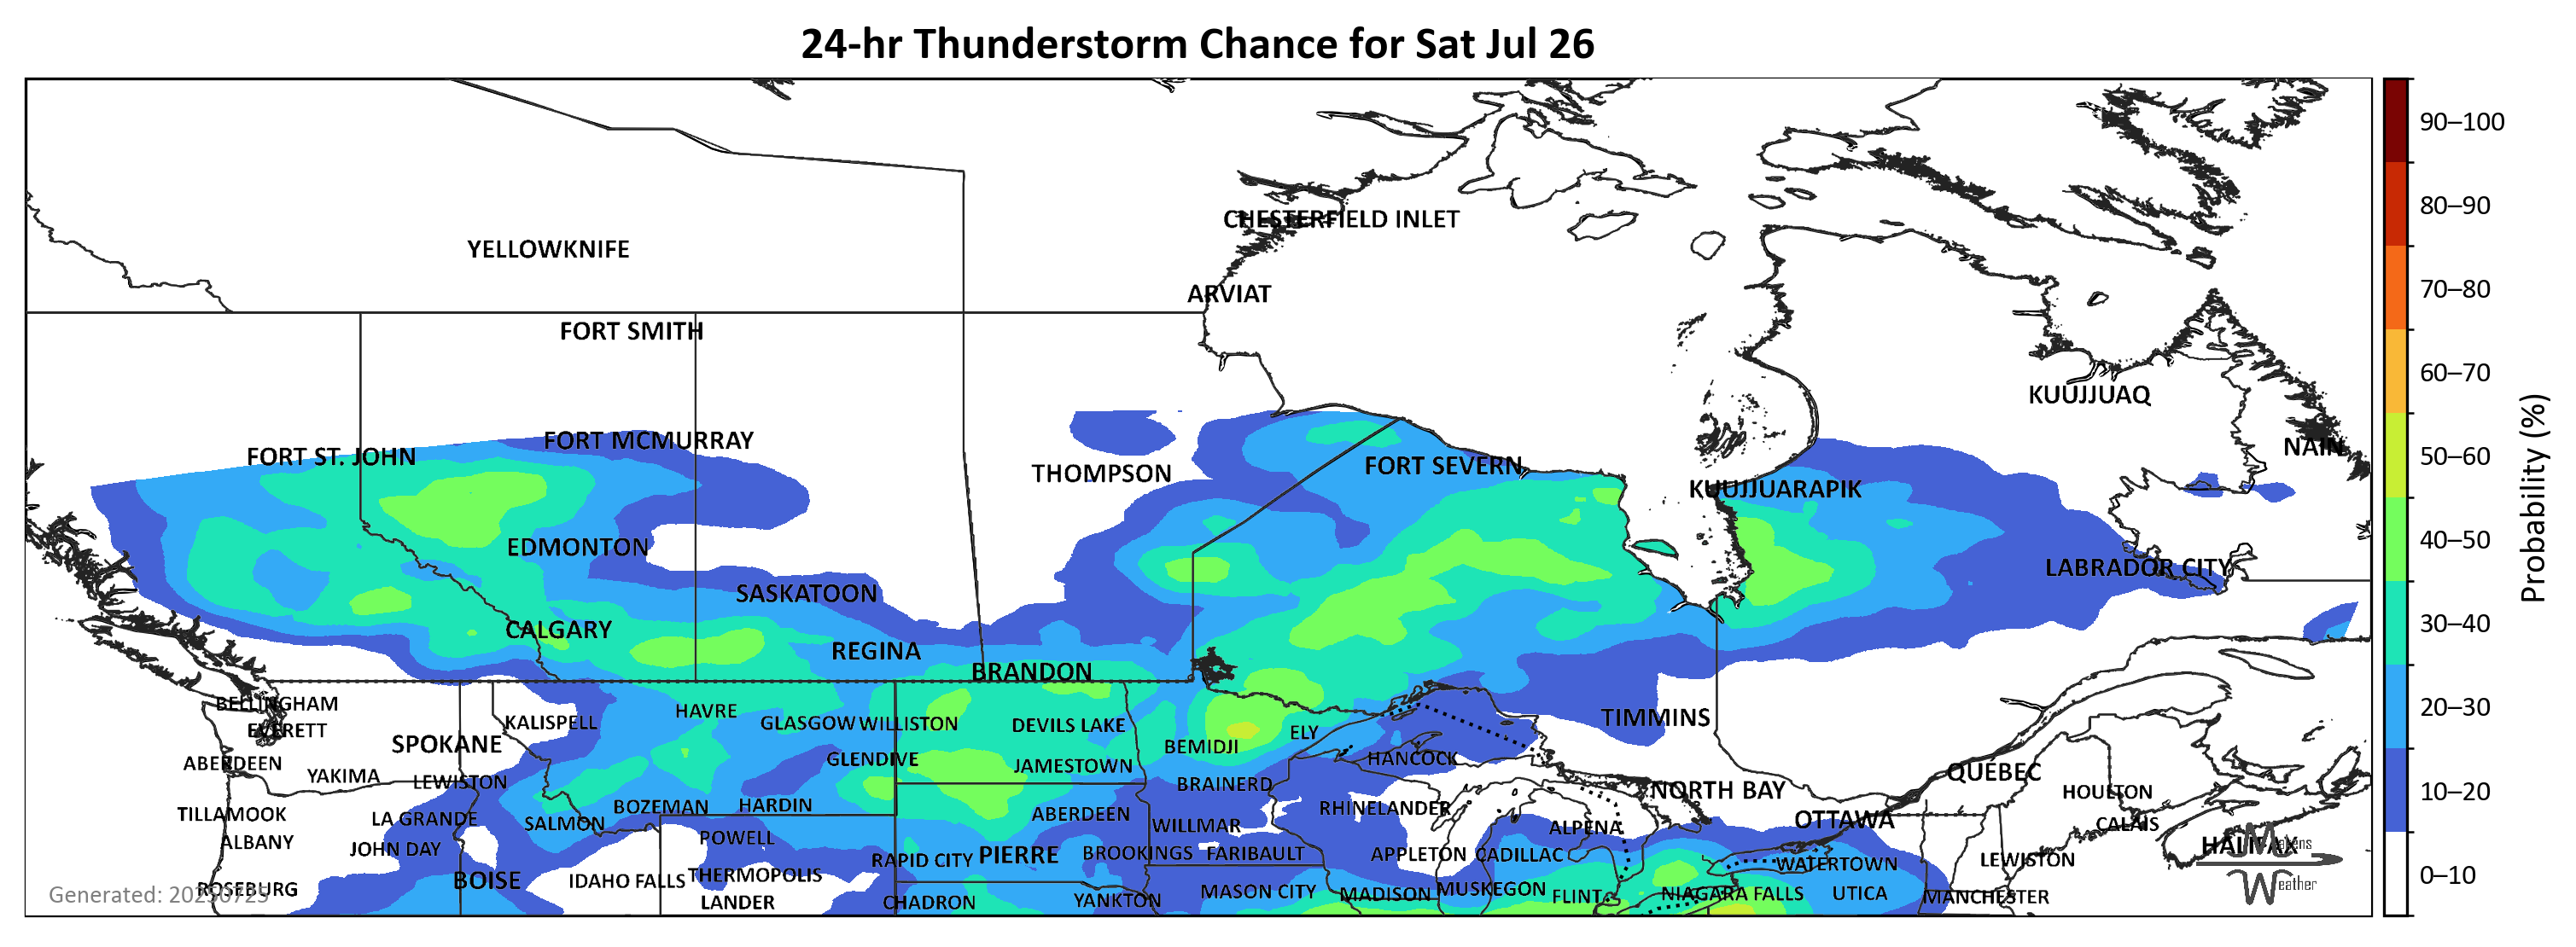 24-hr Thunderstorm Chance for Sat Jul 26
90–100
80–90
CHESTERFIELD INLET
YELLOWKNIFE
70–80
ARVIAT
FORT SMITH
60–70
KUUJJUAQ
FORT MCMURRAY
NAIN
FORT ST. JOHN
50–60
FORT SEVERN
THOMPSON
KUUJJUARAPIK
Probability (%)
EDMONTON
40–50
LABRADOR CITY
SASKATOON
CALGARY
30–40
REGINA
BRANDON
BELLINGHAM
HAVRE
20–30
TIMMINS
KALISPELL
GLASGOW WILLISTON
DEVILS LAKE
EVERETT
ELY
SPOKANE
BEMIDJI
GLENDIVE
HANCOCK
ABERDEEN
JAMESTOWN
QUÉBEC
YAKIMA
LEWISTON
BRAINERD
NORTH BAY
HOULTON
10–20
BOZEMAN
HARDIN
RHINELANDER
TILLAMOOK
LA GRANDE
ABERDEEN
OTTAWA
SALMON
WILLMAR
ALPENA
CALAIS
ALBANY
POWELL
HALIFAX
Makens
JOHN DAY
RAPID CITY
PIERRE
BROOKINGS
FARIBAULT
APPLETON
CADILLAC
LEWISTON
WATERTOWN
BOISE
IDAHO FALLS
THERMOPOLIS
0–10
Weather
ROSEBURG
Generated: 20250725
MASON CITY
MADISON
MUSKEGON
FLINT
NIAGARA FALLS
UTICA
MANCHESTER
LANDER
CHADRON
YANKTON